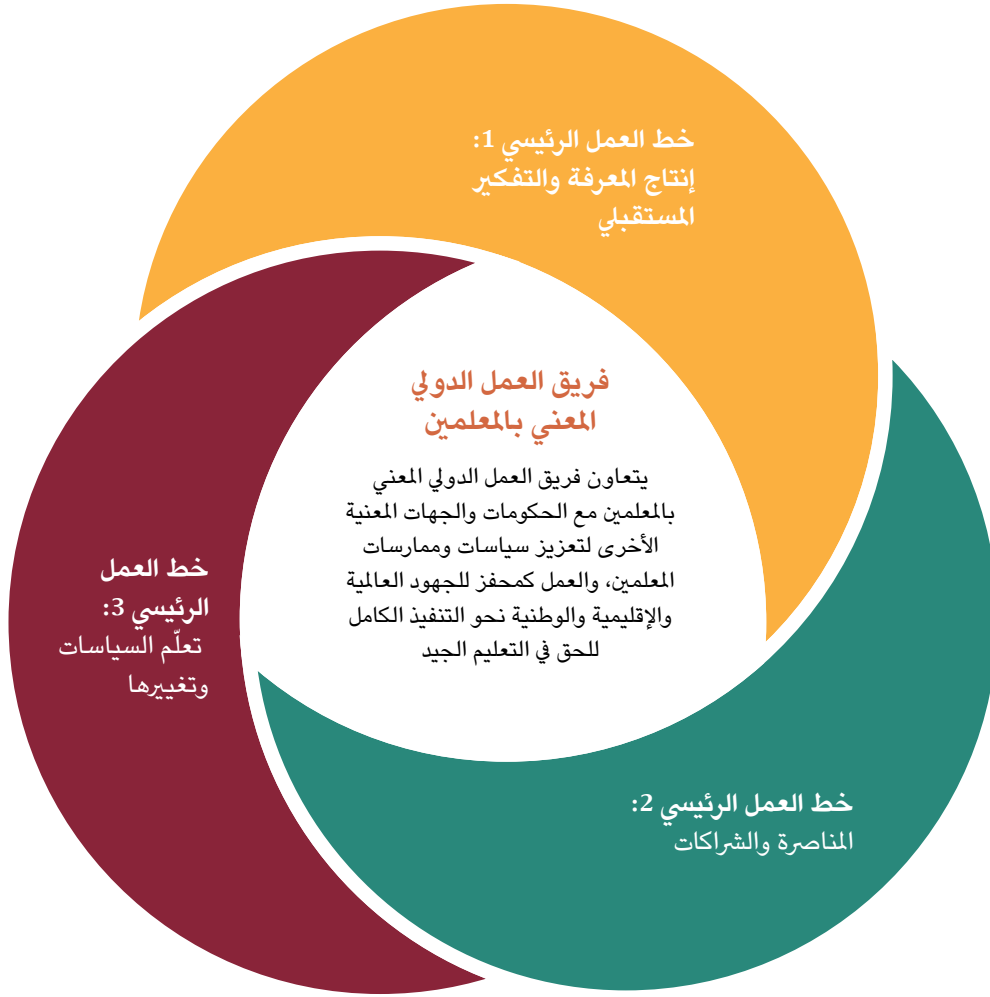 خط العمل الرئيسي 1:
إنتاج المعرفة والتفكير
المستقبلي
فريق العمل الدولي
المعني بالمعلمين
يتعاون فريق العمل الدولي المعني
بالمعلمين مع الحكومات والجهات المعنية
الأخرى لتعزيز سياسات وممارسات
المعلمين، والعمل كمحفز للجهود العالمية
والإقليمية والوطنية نحو التنفيذ الكامل
للحق في التعليم الجيد
خط العمل
الرئيسي 3:
تعلّم السياسات
وتغييرها
خط العمل الرئيسي 2:
المناصرة والشراكات